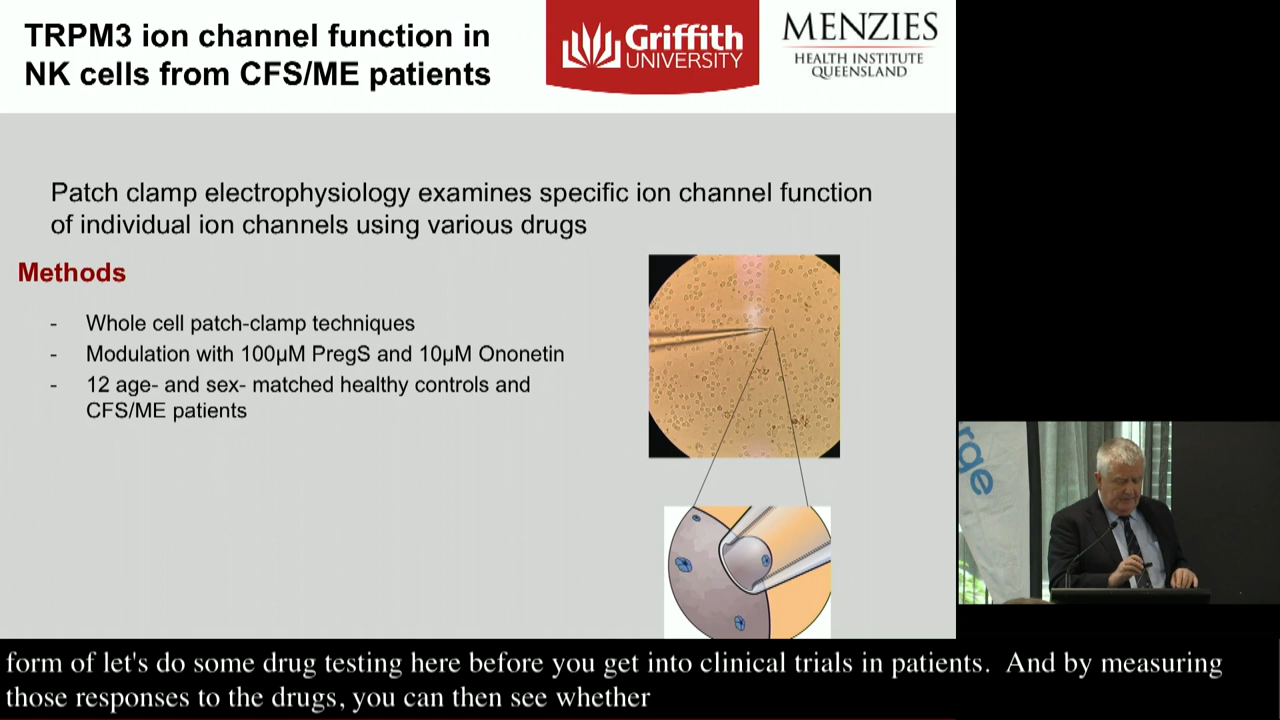 TRPM3 ion channel function in
NK cells from CFS/ME patients
Griffith
UNIVERSITY
MENZIES
HEALTH INSTITUTE
QUEENSLAND
Patch clamp electrophysiology examines specific ion channel function
of individual ion channels using various drugs
Methods
- Whole cell patch-clamp techniques
- Modulation with 100µM PregS and 10µM Ononetin
- 12 age- and sex- matched healthy controls and
CFS/ME patients
rge
form of let's do some drug testing here before you get into clinical trials in patients. And by measuring
those responses to the drugs, you can then see whether